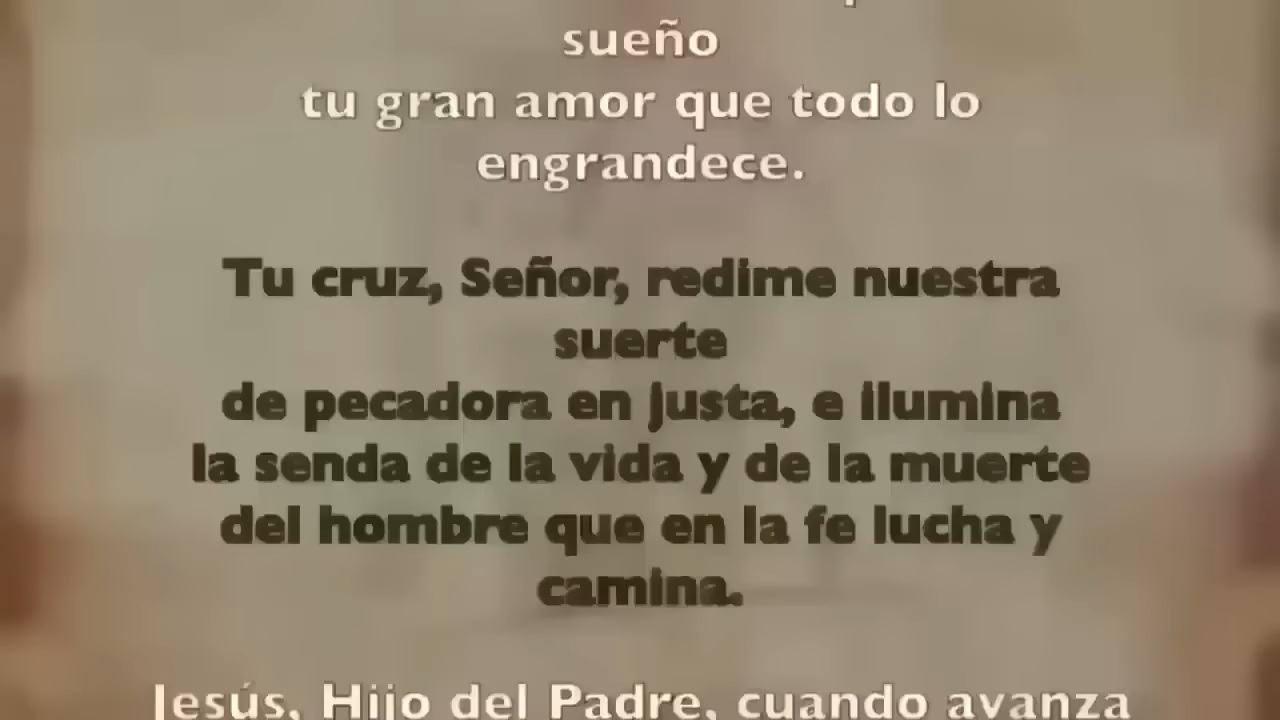 sueño
tu gran amor que todo lo
engrandece.
Tu cruz, Señor, redime nuestra
suerte
de pecadora en justa, e ilumina
la senda de la vida y de la muerte
del hombre que en la fe lucha y
camina.
Jesús, Hijo del Padre, cuando avanza